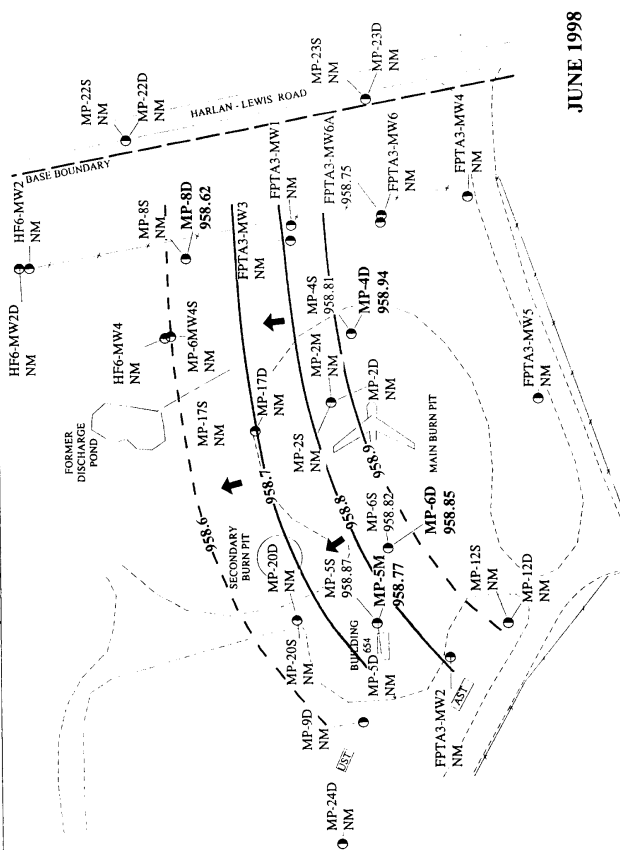 HF6-MW2D
NM
HF6-MW2
NM
MP-22S
NM
MP-22D
NM
HARLAN - LEWIS ROAD
BASE BOUNDARY
MP-23S
NM
MP-23D
NM
FORMER
DISCHARGE
POND
HF6-MW4
NM
MP-6MW4S
NM
MP-8S
NM
MP-8D
958.62
FPTA3-MW3
NM
FPTA3-MW1
NM
FPTA3-MW6A
958.75
FPTA3-MW6
NM
FPTA3-MW4
NM
MP-17S
NM
MP-17D
NM
958.6
958.7
958.8
958.9
SECONDARY
BURN PIT
MP-20D
NM
MP-20S
NM
MP-2S
NM
MP-2M
NM
MP-2D
NM
MP-4S
958.81
MP-4D
958.94
MAIN BURN PIT
FPTA3-MW5
NM
MP-5S
958.87
MP-5M
958.77
MP-5D
NM
BUILDING
654
MP-6S
958.82
MP-6D
958.85
MP-12S
NM
MP-12D
NM
MP-9D
NM
UST
MP-24D
NM
FPTA3-MW2
NM
AST
JUNE 1998